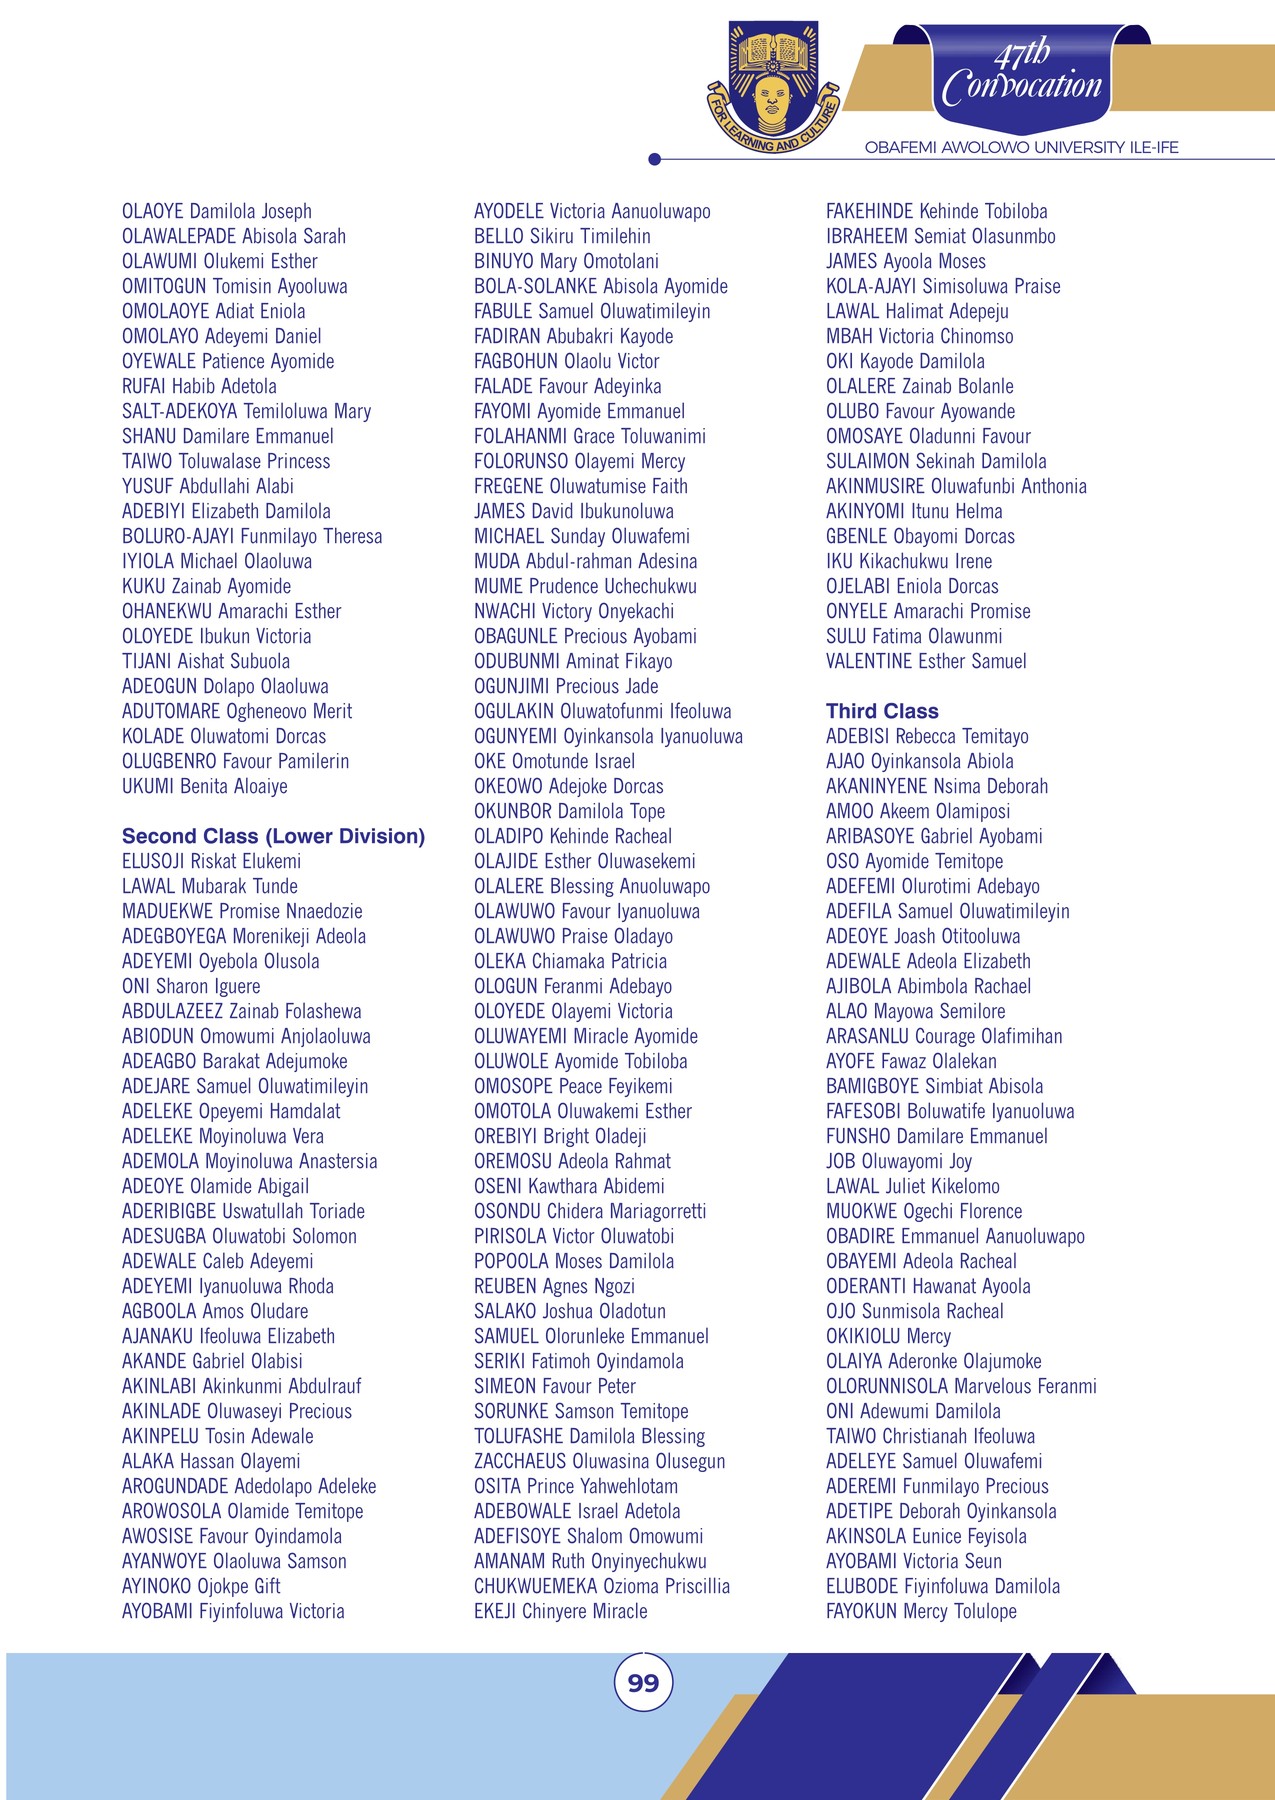 47th
Convocation
FOR LEARNING AND CULTURE
OBAFEMI AWOLOWO UNIVERSITY ILE-IFE
OLAOYE Damilola Joseph
OLAWALEPADE Abisola Sarah
OLAWUMI Olukemi Esther
OMITOGUN Tomisin Ayooluwa
OMOLAOYE Adiat Eniola
OMOLAYO Adeyemi Daniel
OYEWALE Patience Ayomide
RUFAI Habib Adetola
SALT-ADEKOYA Temiloluwa Mary
SHANU Damilare Emmanuel
TAIWO Toluwalase Princess
YUSUF Abdullahi Alabi
ADEBIYI Elizabeth Damilola
BOLURO-AJAYI Funmilayo Theresa
IYIOLA Michael Olaoluwa
KUKU Zainab Ayomide
OHANEKWU Amarachi Esther
OLOYEDE Ibukun Victoria
TIJANI Aishat Subuola
ADEOGUN Dolapo Olaoluwa
ADUTOMARE Ogheneovo Merit
KOLADE Oluwatomi Dorcas
OLUGBENRO Favour Pamilerin
UKUMI Benita Aloaiye
Second Class (Lower Division)
ELUSOJI Riskat Elukemi
LAWAL Mubarak Tunde
MADUEKWE Promise Nnaedozie
ADEGBOYEGA Morenikeji Adeola
ADEYEMI Oyebola Olusola
ONI Sharon Iguere
ABDULAZEEZ Zainab Folashewa
ABIODUN Omowumi Anjolaoluwa
ADEAGBO Barakat Adejumoke
ADEJARE Samuel Oluwatimileyin
ADELEKE Opeyemi Hamdalat
ADELEKE Moyinoluwa Vera
ADEMOLA Moyinoluwa Anastersia
ADEOYE Olamide Abigail
ADERIBIGBE Uswatullah Toriade
ADESUGBA Oluwatobi Solomon
ADEWALE Caleb Adeyemi
ADEYEMI Iyanuoluwa Rhoda
AGBOOLA Amos Oludare
AJANAKU Ifeoluwa Elizabeth
AKANDE Gabriel Olabisi
AKINLABI Akinkunmi Abdulrauf
AKINLADE Oluwaseyi Precious
AKINPELU Tosin Adewale
ALAKA Hassan Olayemi
AROGUNDADE Adedolapo Adeleke
AROWOSOLA Olamide Temitope
AWOSISE Favour Oyindamola
AYANWOYE Olaoluwa Samson
AYINOKO Ojokpe Gift
AYOBAMI Fiyinfoluwa Victoria
AYODELE Victoria Aanuoluwapo
BELLO Sikiru Timilehin
BINUYO Mary Omotolani
BOLA-SOLANKE Abisola Ayomide
FABULE Samuel Oluwatimileyin
FADIRAN Abubakri Kayode
FAGBOHUN Olaolu Victor
FALADE Favour Adeyinka
FAYOMI Ayomide Emmanuel
FOLAHANMI Grace Toluwanimi
FOLORUNSO Olayemi Mercy
FREGENE Oluwatumise Faith
JAMES David Ibukunoluwa
MICHAEL Sunday Oluwafemi
MUDA Abdul-rahman Adesina
MUME Prudence Uchechukwu
NWACHI Victory Onyekachi
OBAGUNLE Precious Ayobami
ODUBUNMI Aminat Fikayo
OGUNJIMI Precious Jade
OGULAKIN Oluwatofunmi Ifeoluwa
OGUNYEMI Oyinkansola Iyanuoluwa
OKE Omotunde Israel
OKEOWO Adejoke Dorcas
OKUNBOR Damilola Tope
OLADIPO Kehinde Racheal
OLAJIDE Esther Oluwasekemi
OLALERE Blessing Anuoluwapo
OLAWUWO Favour Iyanuoluwa
OLAWUWO Praise Oladayo
OLEKA Chiamaka Patricia
OLOGUN Feranmi Adebayo
OLOYEDE Olayemi Victoria
OLUWAYEMI Miracle Ayomide
OLUWOLE Ayomide Tobiloba
OMOSOPE Peace Feyikemi
OMOTOLA Oluwakemi Esther
OREBIYI Bright Oladeji
OREMOSU Adeola Rahmat
OSENI Kawthara Abidemi
OSONDU Chidera Mariagorretti
PIRISOLA Victor Oluwatobi
POPOOLA Moses Damilola
REUBEN Agnes Ngozi
SALAKO Joshua Oladotun
SAMUEL Olorunleke Emmanuel
SERIKI Fatimoh Oyindamola
SIMEON Favour Peter
SORUNKE Samson Temitope
TOLUFASHE Damilola Blessing
ZACCHAEUS Oluwasina Olusegun
OSITA Prince Yahwehlotam
ADEBOWALE Israel Adetola
ADEFISOYE Shalom Omowumi
AMANAM Ruth Onyinyechukwu
CHUKWUEMEKA Ozioma Priscillia
EKEJI Chinyere Miracle
FAKEHINDE Kehinde Tobiloba
IBRAHEEM Semiat Olasunmbo
JAMES Ayoola Moses
KOLA-AJAYI Simisoluwa Praise
LAWAL Halimat Adepeju
MBAH Victoria Chinomso
OKI Kayode Damilola
OLALERE Zainab Bolanle
OLUBO Favour Ayowande
OMOSAYE Oladunni Favour
SULAIMON Sekinah Damilola
AKINMUSIRE Oluwafunbi Anthonia
AKINYOMI Itunu Helma
GBENLE Obayomi Dorcas
IKU Kikachukwu Irene
OJELABI Eniola Dorcas
ONYELE Amarachi Promise
SULU Fatima Olawunmi
VALENTINE Esther Samuel
Third Class
ADEBISI Rebecca Temitayo
AJAO Oyinkansola Abiola
AKANINYENE Nsima Deborah
AMOO Akeem Olamiposi
ARIBASOYE Gabriel Ayobami
OSO Ayomide Temitope
ADEFEMI Olurotimi Adebayo
ADEFILA Samuel Oluwatimileyin
ADEOYE Joash Otitooluwa
ADEWALE Adeola Elizabeth
AJIBOLA Abimbola Rachael
ALAO Mayowa Semilore
ARASANLU Courage Olafimihan
AYOFE Fawaz Olalekan
BAMIGBOYE Simbiat Abisola
FAFESOBI Boluwatife Iyanuoluwa
FUNSHO Damilare Emmanuel
JOB Oluwayomi Joy
LAWAL Juliet Kikelomo
MUOKWE Ogechi Florence
OBADIRE Emmanuel Aanuoluwapo
OBAYEMI Adeola Racheal
ODERANTI Hawanat Ayoola
OJO Sunmisola Racheal
OKIKIOLU Mercy
OLAIYA Aderonke Olajumoke
OLORUNNISOLA Marvelous Feranmi
ONI Adewumi Damilola
TAIWO Christianah Ifeoluwa
ADELEYE Samuel Oluwafemi
ADEREMI Funmilayo Precious
ADETIPE Deborah Oyinkansola
AKINSOLA Eunice Feyisola
AYOBAMI Victoria Seun
ELUBODE Fiyinfoluwa Damilola
FAYOKUN Mercy Tolulope
99